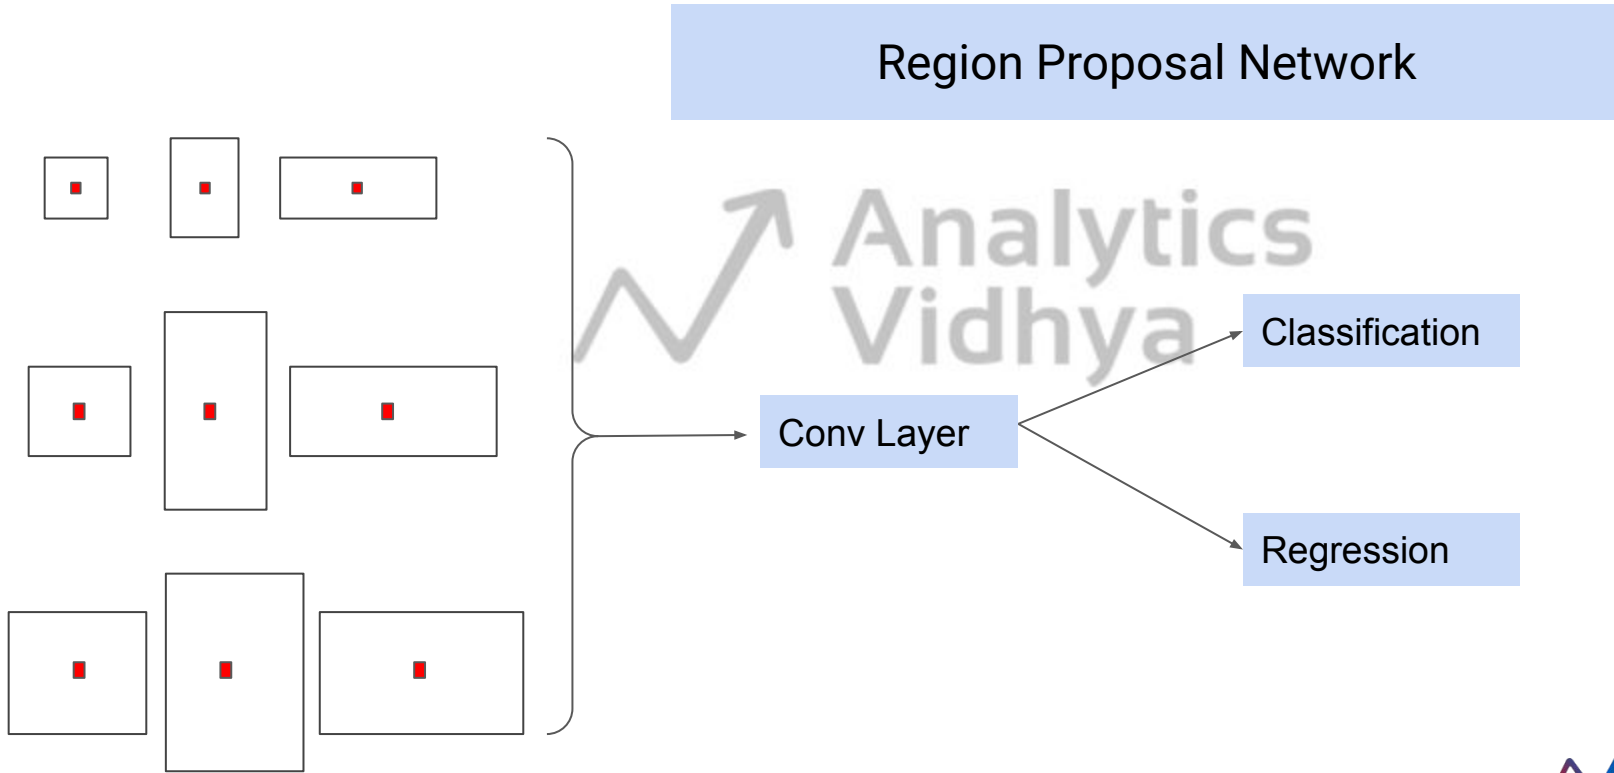 Region Proposal Network
Analytics
Vidhya
Classification
Conv Layer
Regression